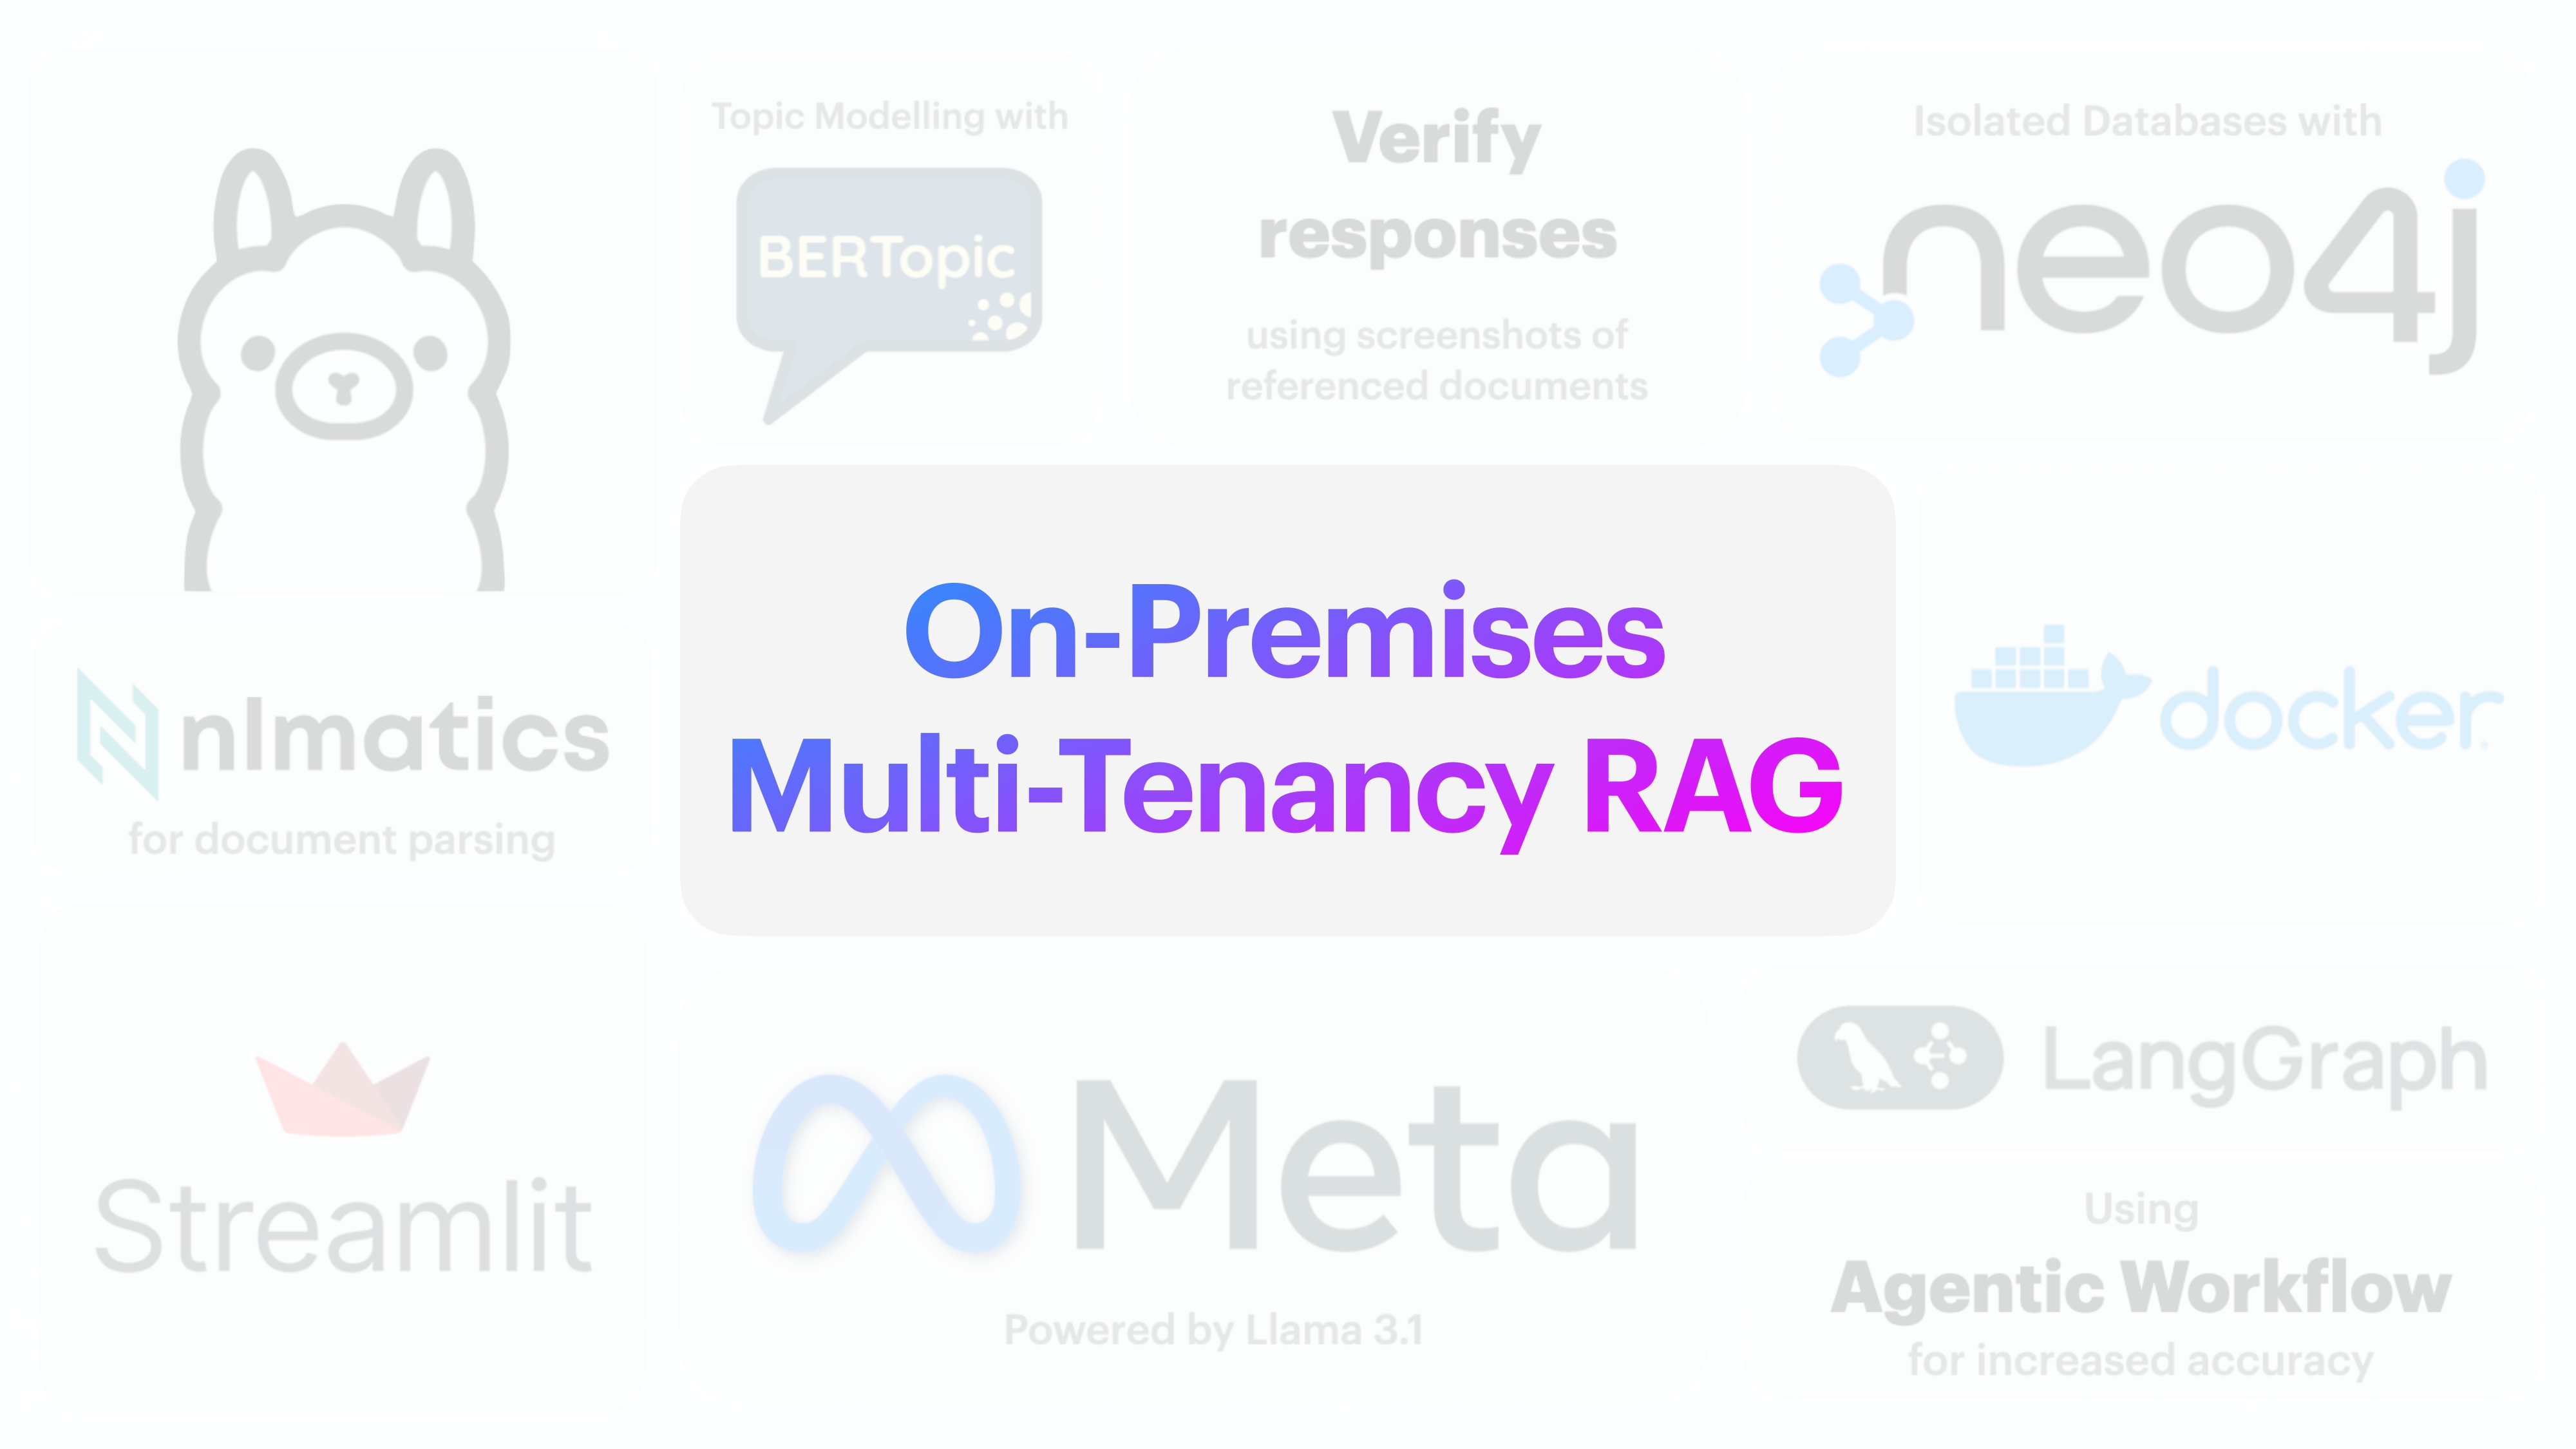 Topic Modelling with
BERTopic
Verify
responses
using screenshots of
referenced documents
Isolated Databases with
neo4j
On-Premises
Multi-Tenancy RAG
nlmatics
for document parsing
docker
Streamlit
Meta
Powered by Llama 3.1
LangGraph
Using
Agentic Workflow
for increased accuracy